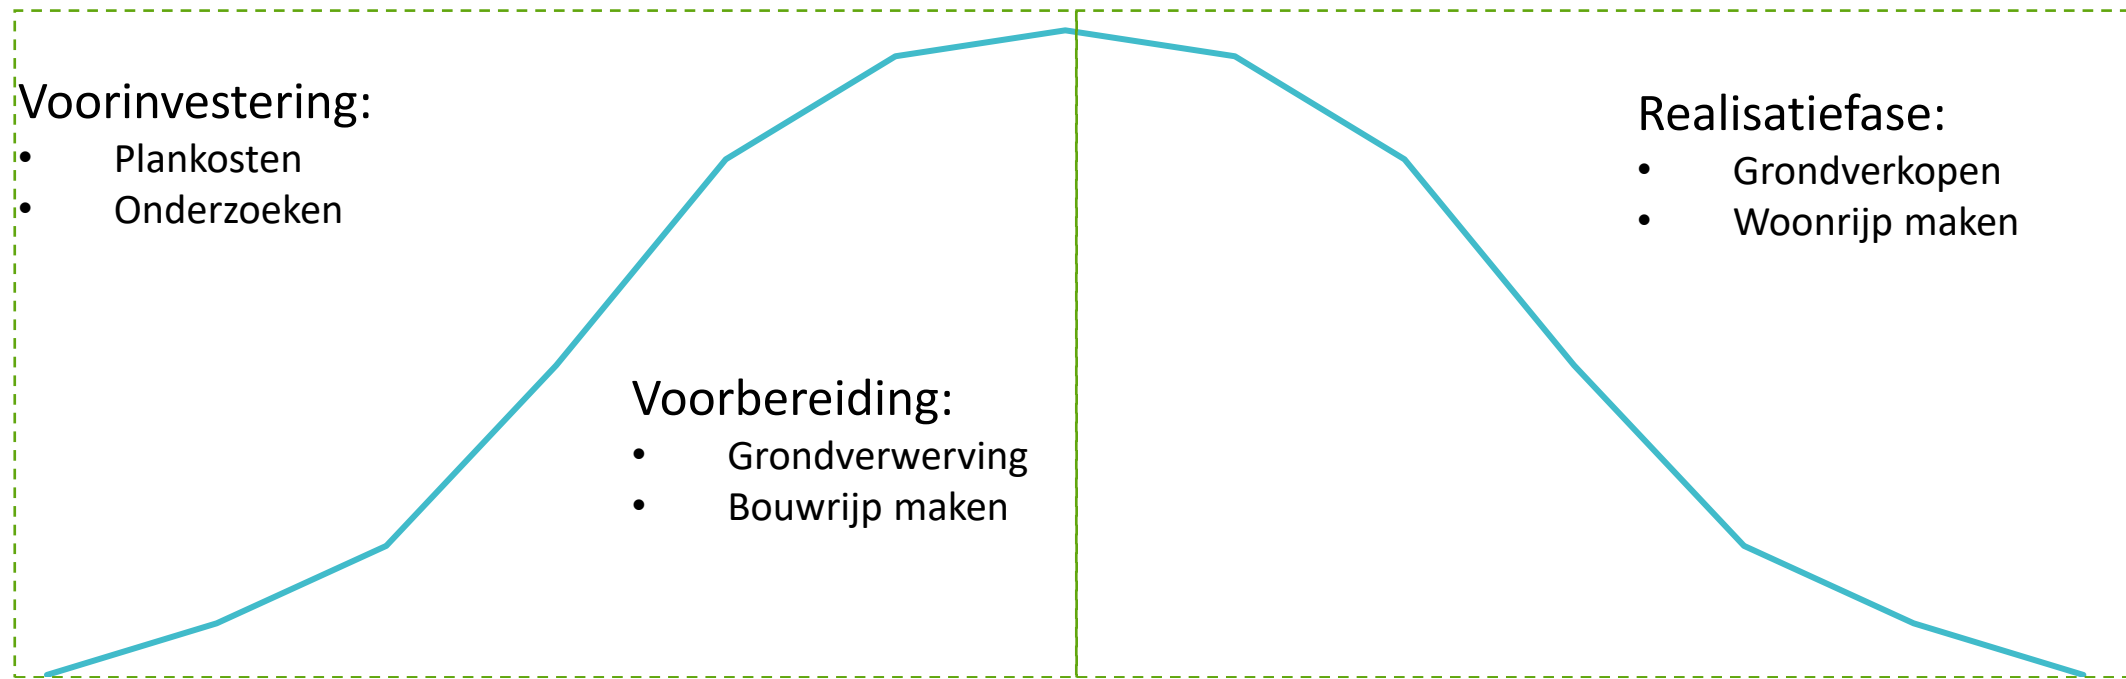 Voorinvestering:
• Plankosten
• Onderzoeken
Voorbereiding:
• Grondverwerving
• Bouwrijp maken
Realisatiefase:
• Grondverkopen
• Woonrijp maken